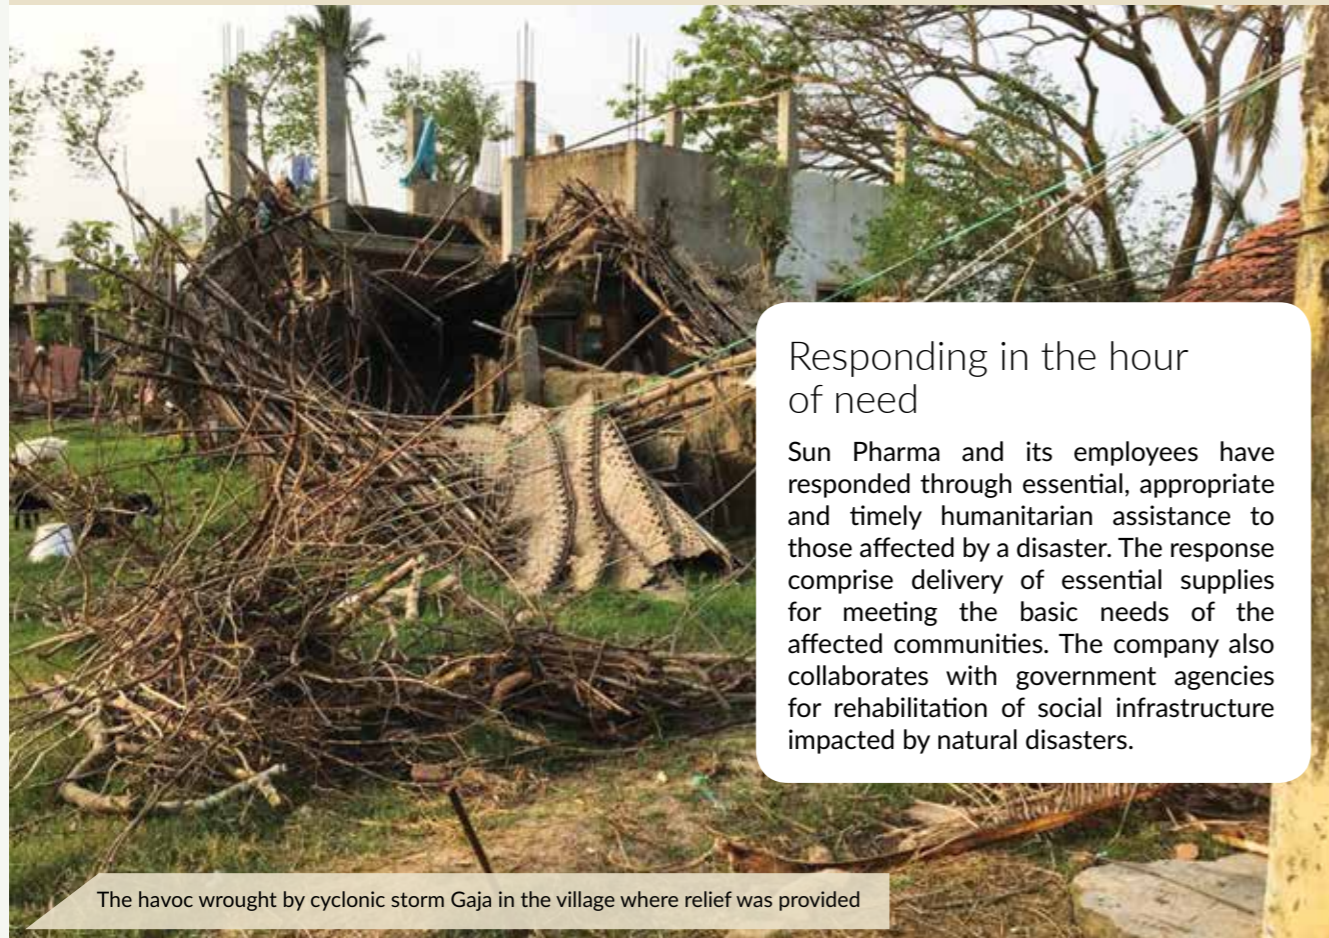 Responding in the hour
of need
Sun Pharma and its employees have
responded through essential, appropriate
and timely humanitarian assistance to
those affected by a disaster. The response
comprise delivery of essential supplies
for meeting the basic needs of the
affected communities. The company also
collaborates with government agencies
for rehabilitation of social infrastructure
impacted by natural disasters.
The havoc wrought by cyclonic storm Gaja in the village where relief was provided